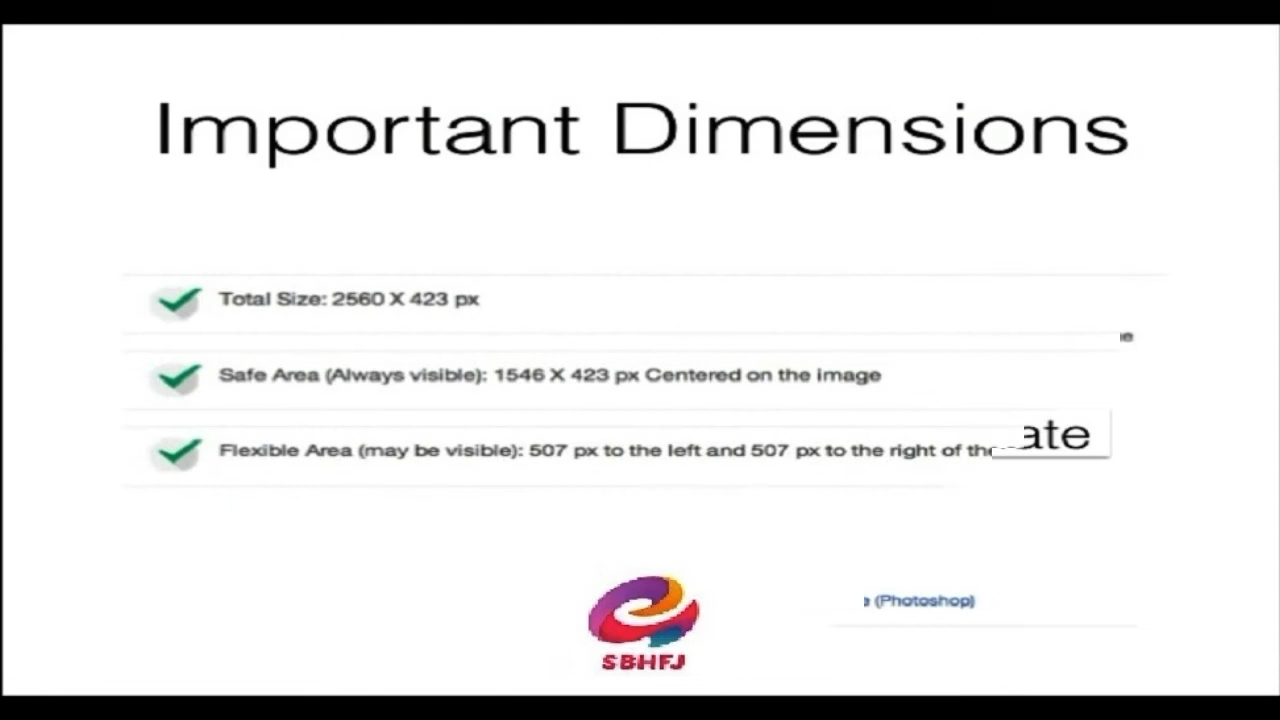 Important Dimensions
Total Size: 2560 X 423 px
Safe Area (Always visible): 1546 X 423 px Centered on the image
Flexible Area (may be visible): 507 px to the left and 507 px to the right of the
ate
(Photoshop)
SBHFJ